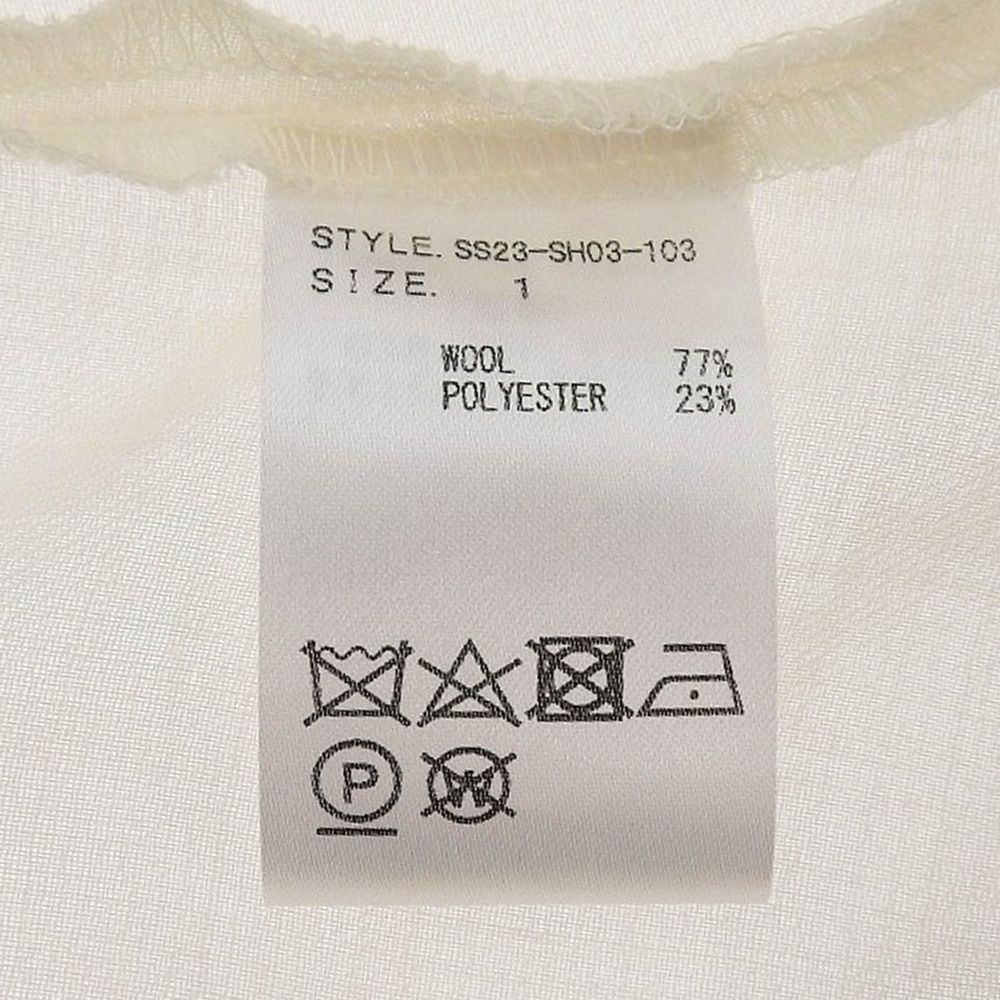 STYLE. SS23-SH03-103
SIZE. 1
WOOL 77%
POLYESTER 23%
P W